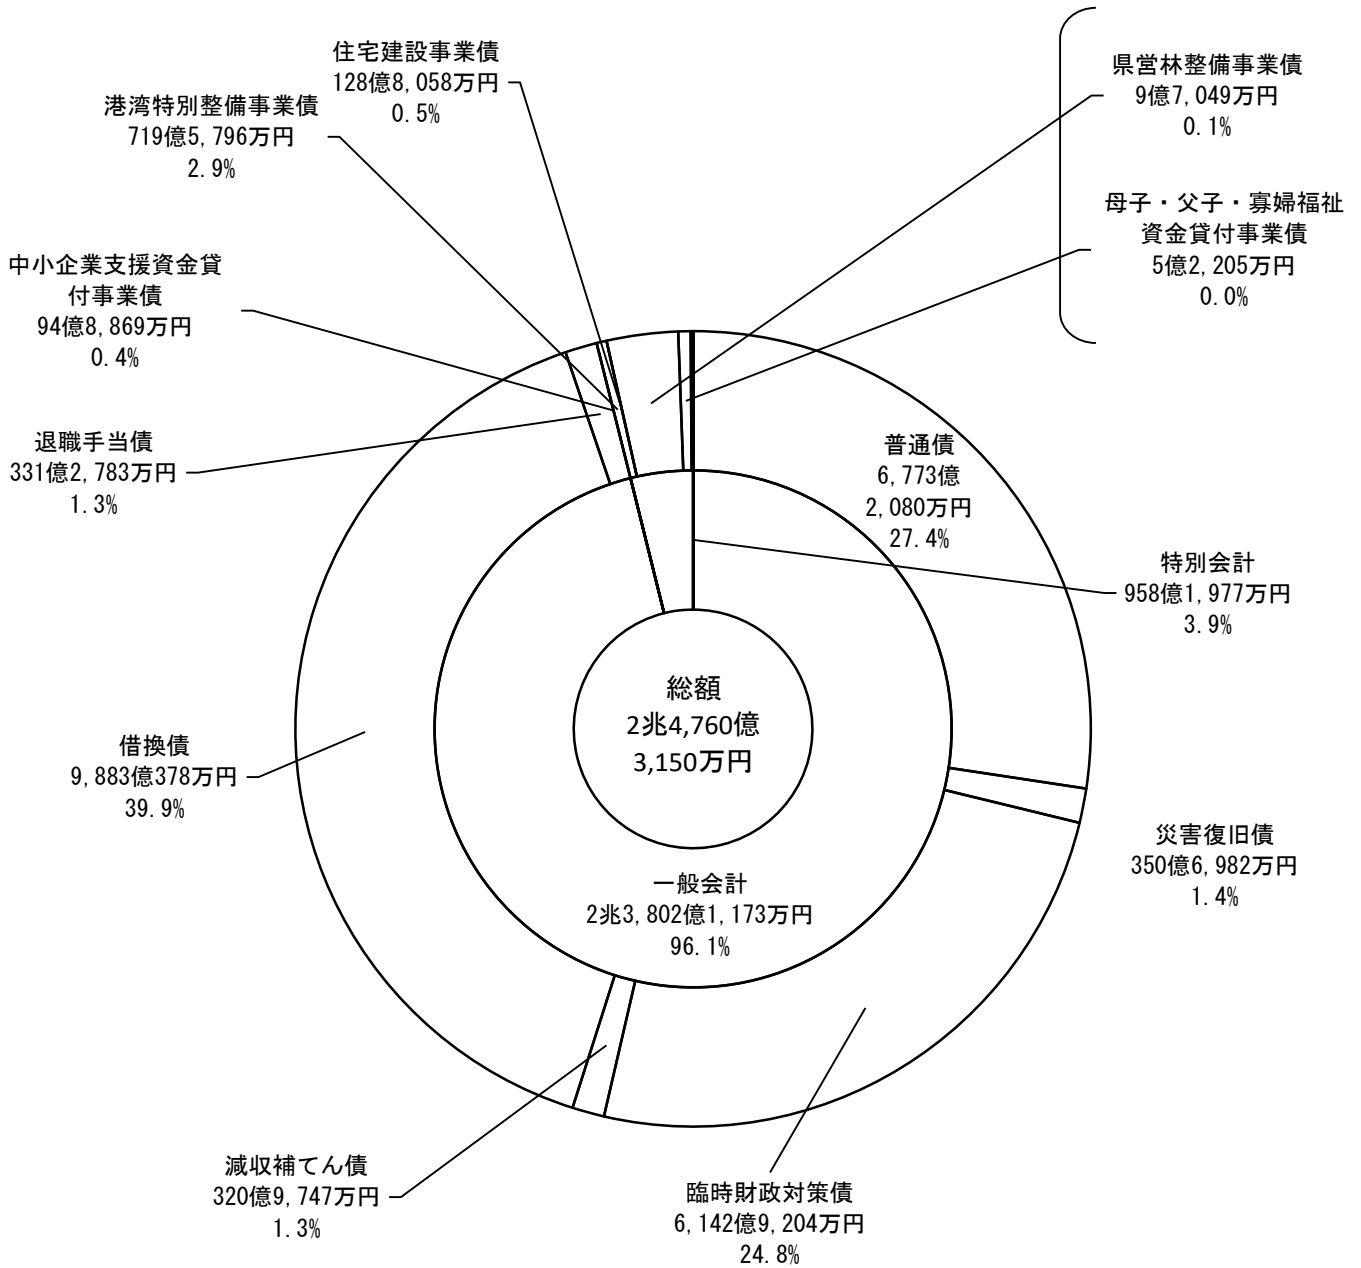 住宅建設事業債
128億8,058万円
0.5%
港湾特別整備事業債
719億5,796万円
2.9%
中小企業支援資金貸
付事業債
94億8,869万円
0.4%
退職手当債
331億2,783万円
1.3%
県営林整備事業債
9億7,049万円
0.1%
母子・父子・寡婦福祉
資金貸付事業債
5億2,205万円
0.0%
普通債
6,773億
2,080万円
27.4%
特別会計
958億1,977万円
3.9%
総額
2兆4,760億
3,150万円
借換債
9,883億378万円
39.9%
災害復旧債
350億6,982万円
1.4%
一般会計
2兆3,802億1,173万円
96.1%
減収補てん債
320億9,747万円
1.3%
臨時財政対策債
6,142億9,204万円
24.8%